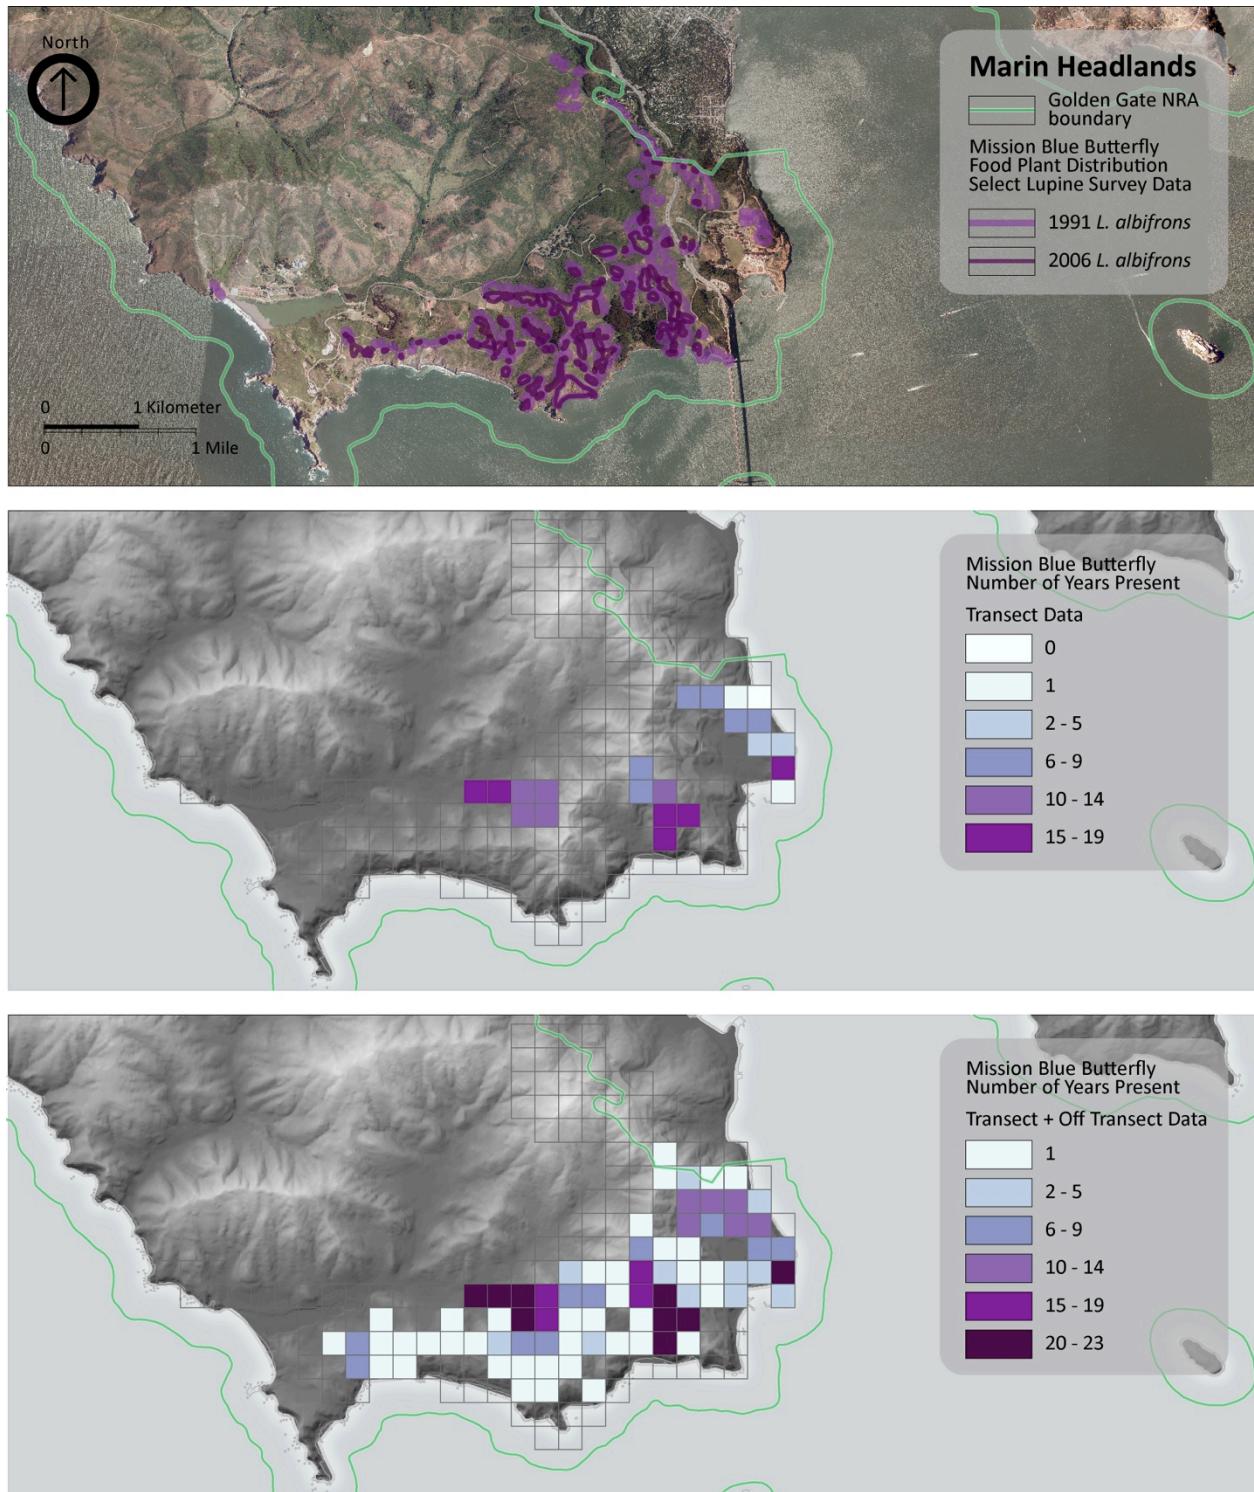 North
0
1 Kilometer
0
1 Mile
Marin Headlands
Golden Gate NRA
boundary
Mission Blue Butterfly
Food Plant Distribution
Select Lupine Survey Data
1991 L. albifrons
2006 L. albifrons
Mission Blue Butterfly
Number of Years Present
Transect Data
0
1
2 - 5
6 - 9
10 - 14
15 - 19
Mission Blue Butterfly
Number of Years Present
Transect + Off Transect Data
1
2 - 5
6 - 9
10 - 14
15 - 19
20 - 23